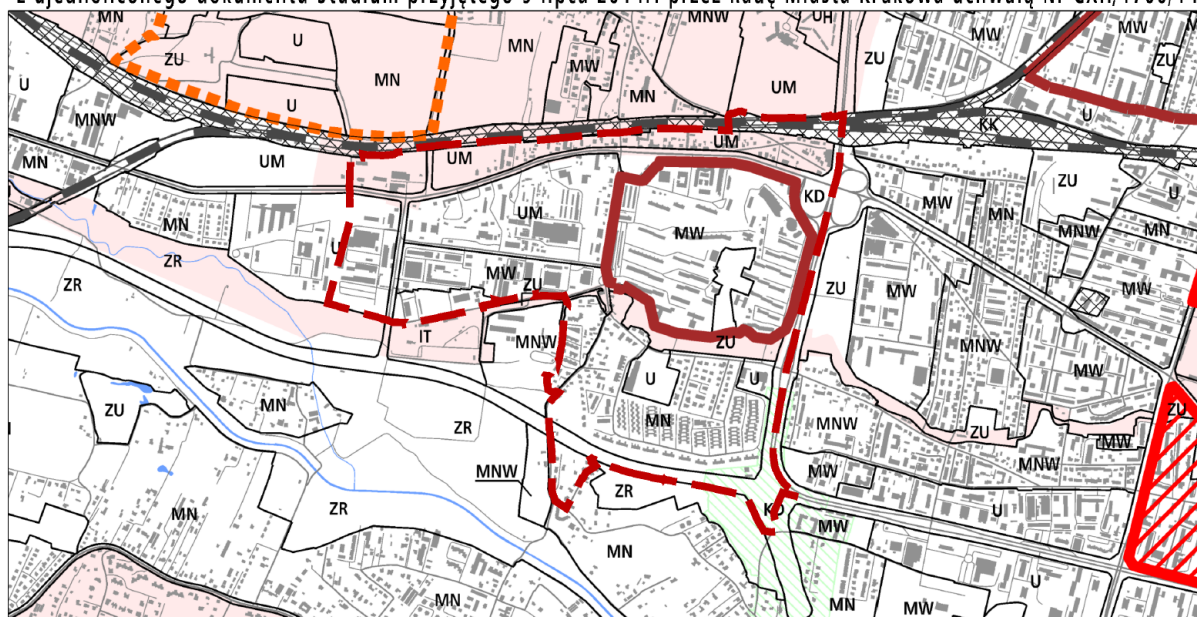 z ujednoliconego dokumentu Studium przyjętego 9 lipca 2014 r. przez Radę Miasta Krakowa uchwałą Nr CXII/1700/14
MN U MN MNW UH MW
ZU MN MW ZU ZU
U MN UM
U U MN U
MNW KK
MN UM UM UM ZU U
MN UM MW KD MW MN MNW MN
U
ZR MW ZU ZU MW MW
ZR
IT MNW ZU MNW
ZU MN U U MW ZU
ZR MN MNW ZU MW
MNW MW MNW
ZR ZR KD U
MN MN MW U
MN MN MW